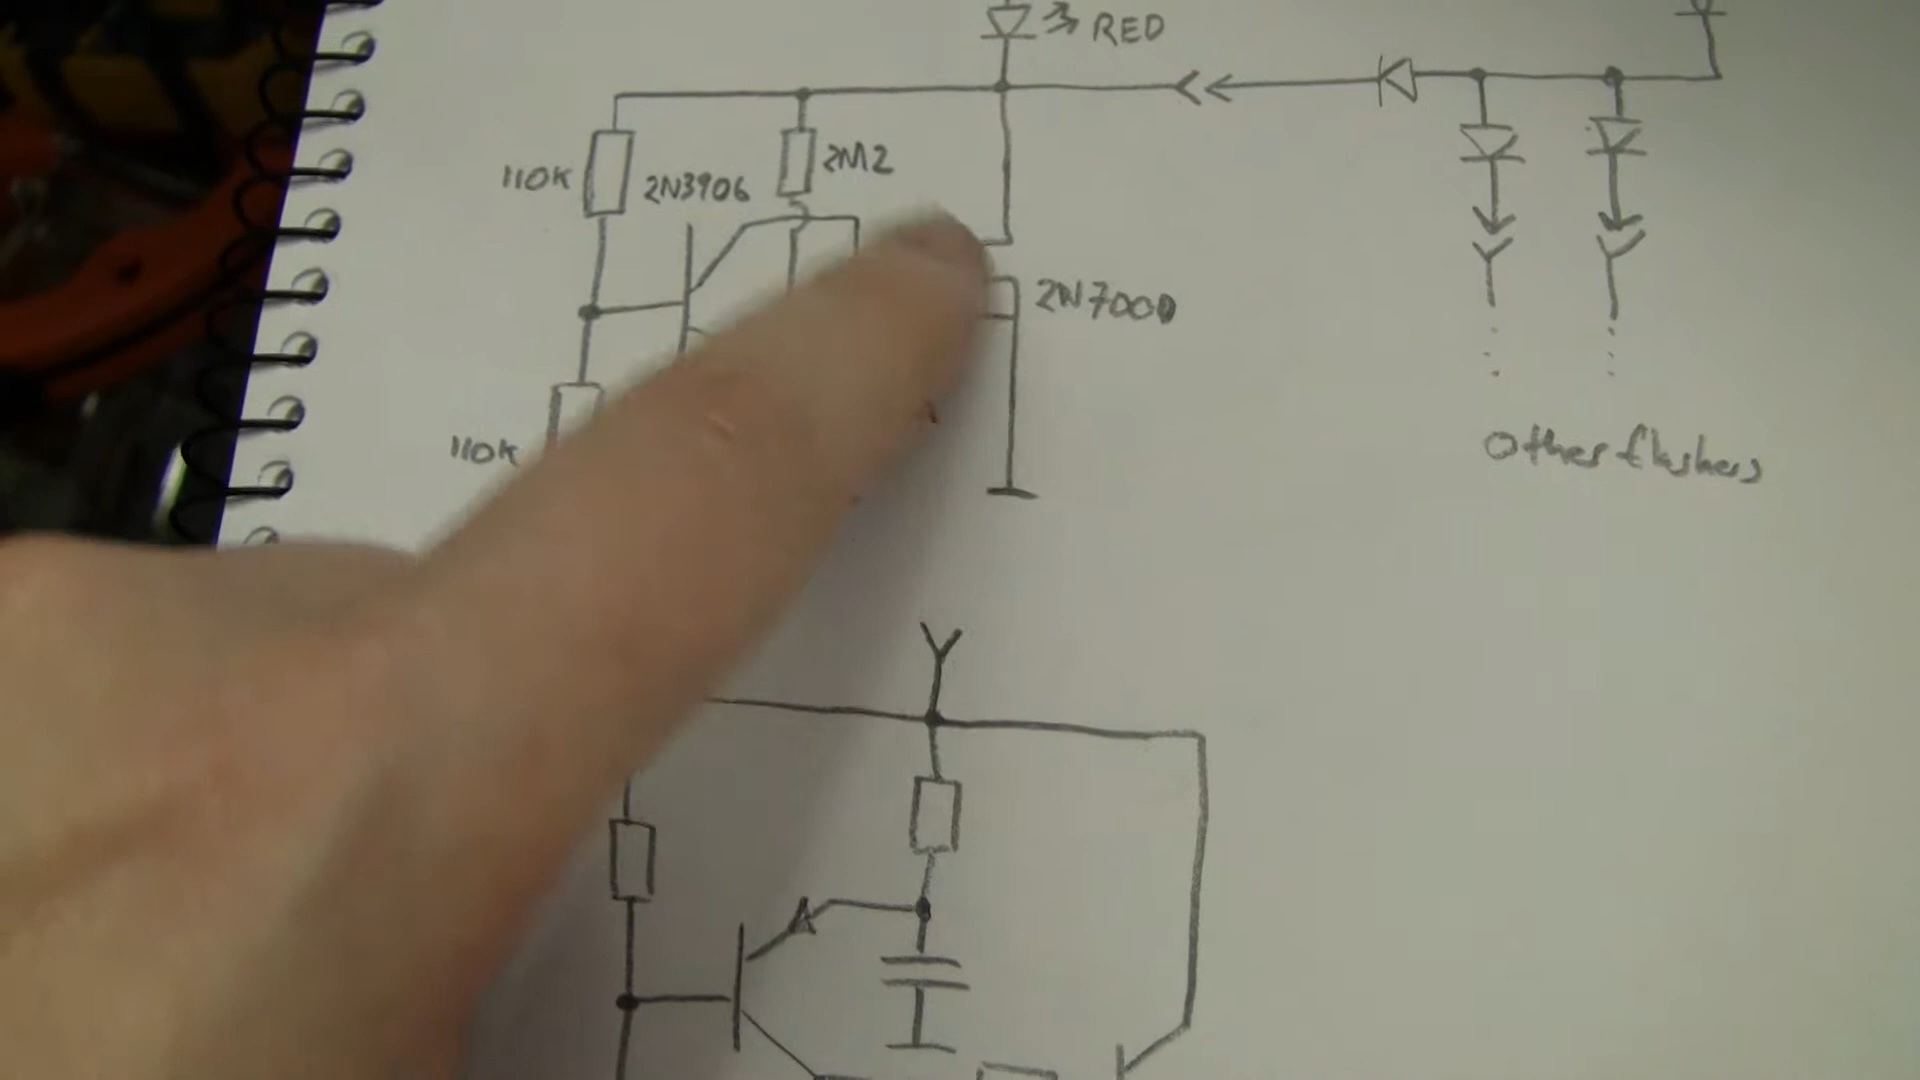 RED
110K
2N3906
2M2
2N7000
110K
Other flashers